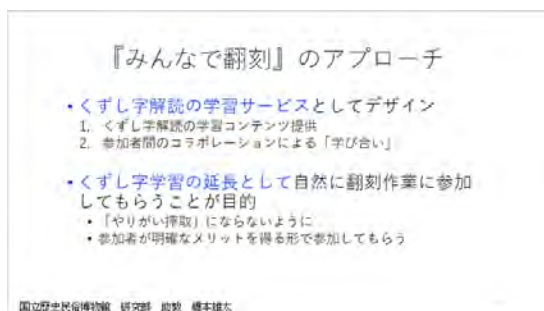 『みんなで翻刻』のアプローチ
• くずし字解読の学習サービスとしてデザイン
1. くずし字解読の学習コンテンツ提供
2. 参加者間のコラボレーションによる「学び合い」
• くずし字学習の延長として自然に翻刻作業に参加
してもらうことが目的
• 「やりがい搾取」にならないように
• 参加者が明確なメリットを得る形で参加してもらう
国立歴史民俗博物館 研究部 助教 橋本雄太